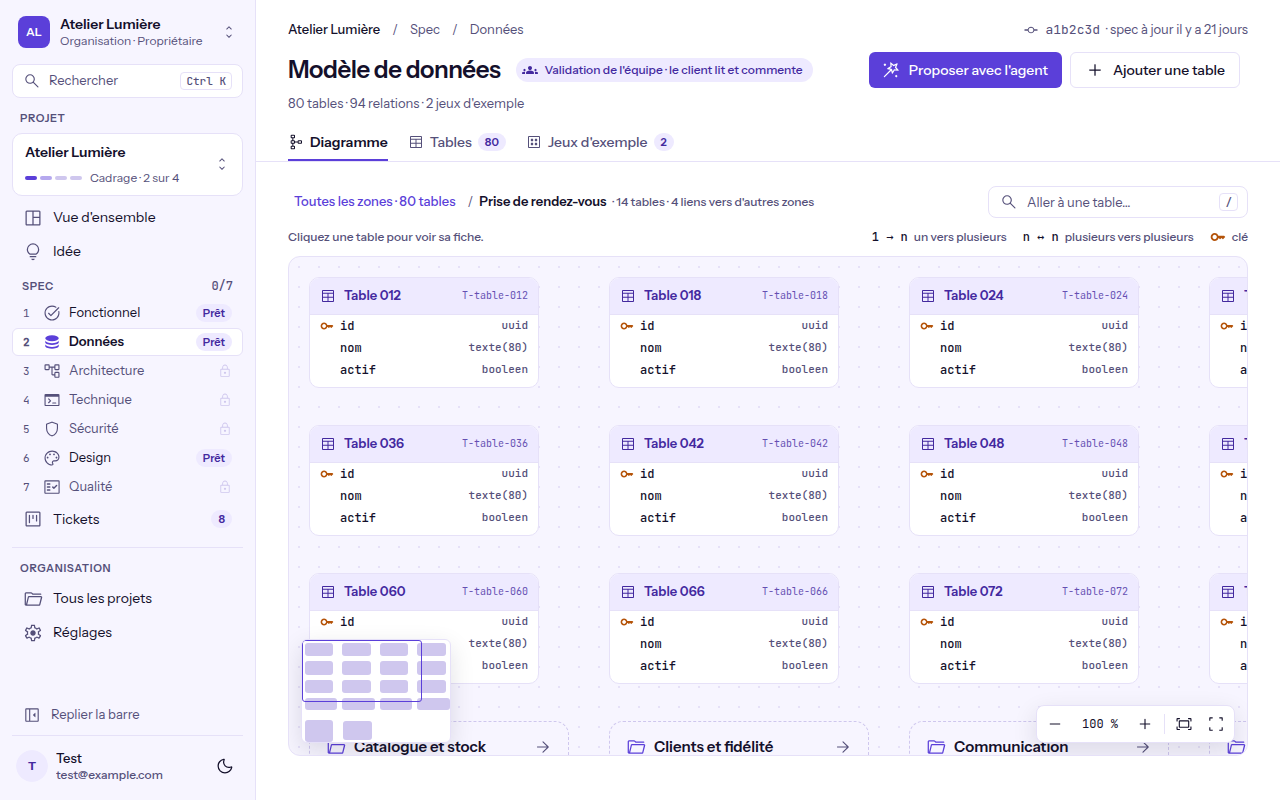 AL
Atelier Lumière
Organisation · Propriétaire
Rechercher
Ctrl K
PROJET
Atelier Lumière
Cadrage · 2 sur 4
Vue d'ensemble
Idée
SPEC 0/7
1 Fonctionnel Prêt
2 Données Prêt
3 Architecture
4 Technique
5 Sécurité
6 Design Prêt
7 Qualité
Tickets 8
ORGANISATION
Tous les projets
Réglages
Replier la barre
T
Test
test@example.com
Atelier Lumière / Spec / Données
a1b2c3d · spec à jour il y a 21 jours
Modèle de données
Validation de l'équipe · le client lit et commente
Proposer avec l'agent
Ajouter une table
80 tables · 94 relations · 2 jeux d'exemple
Diagramme
Tables 80
Jeux d'exemple 2
Toutes les zones · 80 tables / Prise de rendez-vous · 14 tables · 4 liens vers d'autres zones
Aller à une table… /
Cliquez une table pour voir sa fiche.
1 → n un vers plusieurs n ↔ n plusieurs vers plusieurs clé
Table 012 T-table-012
id uuid
nom texte(80)
actif booleen
Table 018 T-table-018
id uuid
nom texte(80)
actif booleen
Table 024 T-table-024
id uuid
nom texte(80)
actif booleen
Table 036 T-table-036
id uuid
nom texte(80)
actif booleen
Table 042 T-table-042
id uuid
nom texte(80)
actif booleen
Table 048 T-table-048
id uuid
nom texte(80)
actif booleen
Table 060 T-table-060
id uuid
texte(80)
booleen
Table 066 T-table-066
id uuid
nom texte(80)
actif booleen
Table 072 T-table-072
id uuid
nom texte(80)
actif booleen
Catalogue et stock
Clients et fidélité
Communication
100 %